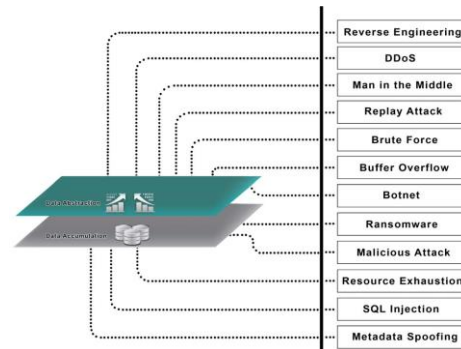 Reverse Engineering
DDoS
Man in the Middle
Replay Attack
Brute Force
Buffer Overflow
Data Abstraction
Botnet
Ransomware
Data Accumulation
Malicious Attack
Resource Exhaustion
SQL Injection
Metadata Spoofing